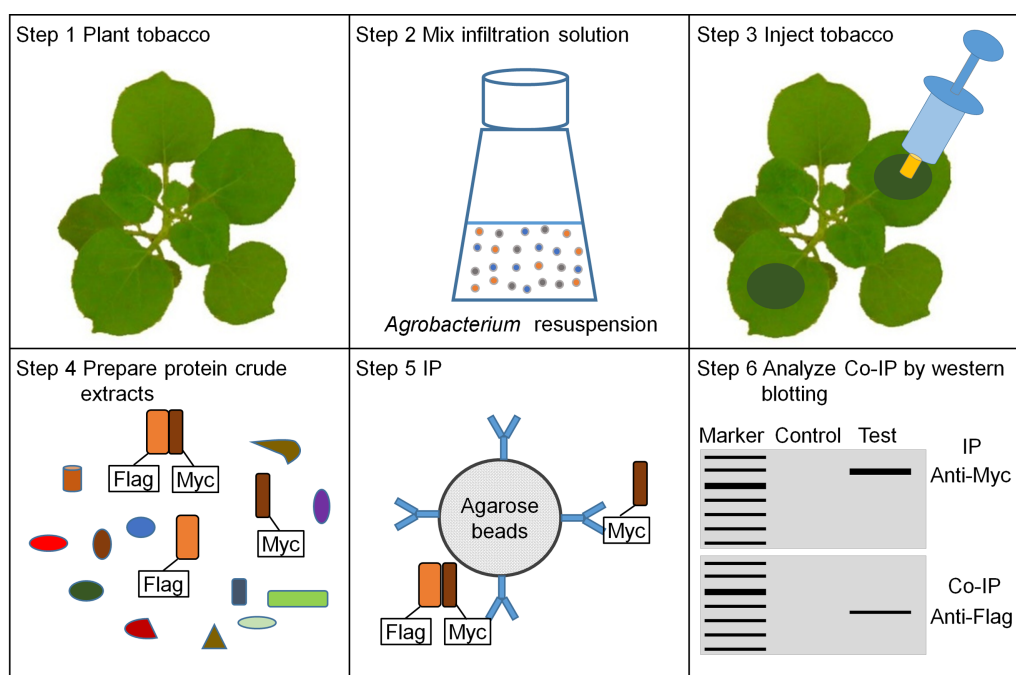 Step 1 Plant tobacco
Step 2 Mix infiltration solution
Agrobacterium resuspension
Step 3 Inject tobacco
Step 4 Prepare protein crude
extracts
Flag
Myc
Myc
Flag
Step 5 IP
Agarose
beads
Myc
Flag
Myc
Step 6 Analyze Co-IP by western
blotting
Marker Control Test
IP
Anti-Myc
Co-IP
Anti-Flag